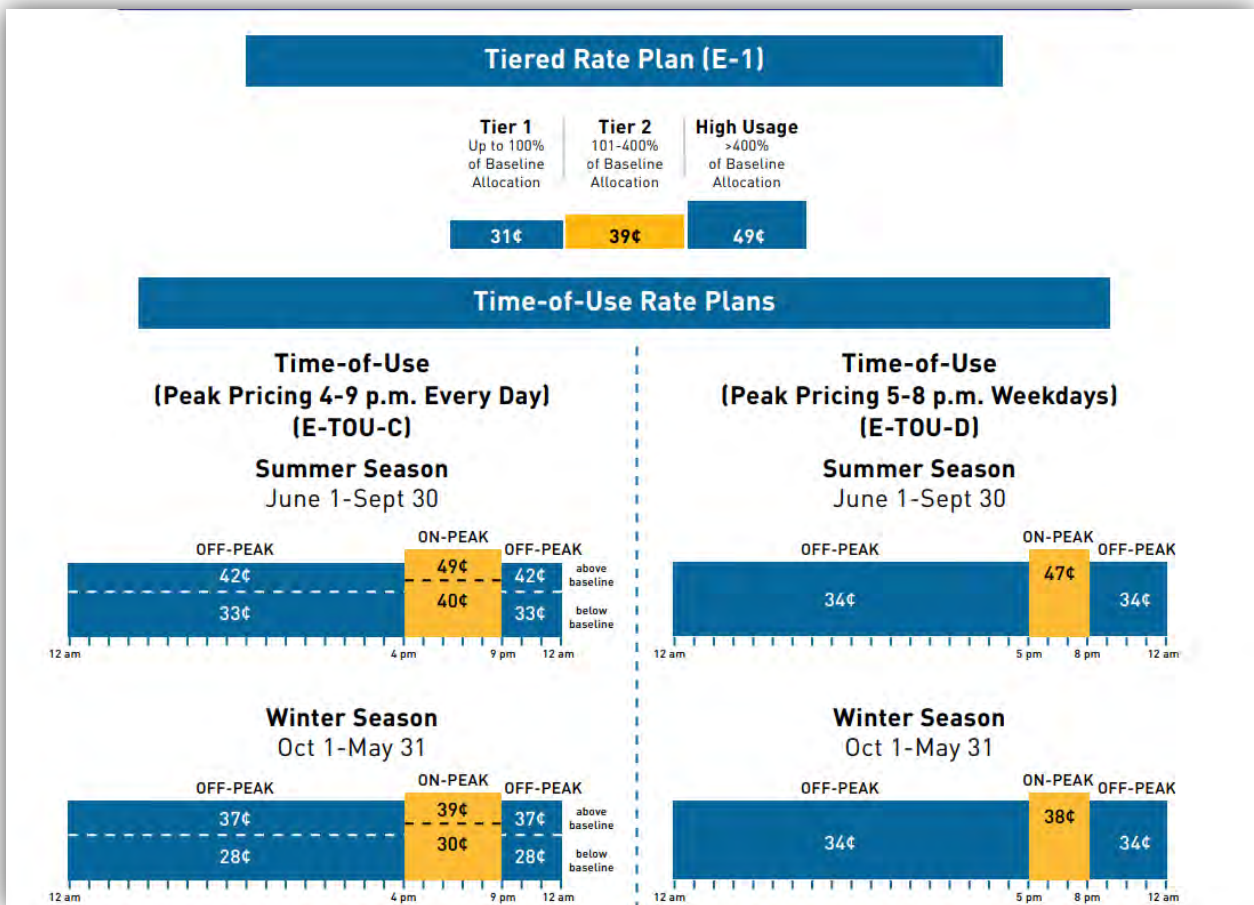 Tiered Rate Plan (E-1)
Tier 1
Up to 100%
of Baseline
Allocation
Tier 2
101-400%
of Baseline
Allocation
High Usage
>400%
of Baseline
Allocation
31¢
39¢
49¢
Time-of-Use Rate Plans
Time-of-Use
(Peak Pricing 4-9 p.m. Every Day)
(E-TOU-C)
Summer Season
June 1-Sept 30
OFF-PEAK
ON-PEAK
OFF-PEAK
42¢
49¢
42¢
above
baseline
33¢
40¢
33¢
below
baseline
12 am
4 pm
9 pm
12 am
Winter Season
Oct 1-May 31
OFF-PEAK
ON-PEAK
OFF-PEAK
37¢
39¢
37¢
above
baseline
28¢
30¢
28¢
below
baseline
12 am
4 pm
9 pm
12 am
Time-of-Use
(Peak Pricing 5-8 p.m. Weekdays)
(E-TOU-D)
Summer Season
June 1-Sept 30
OFF-PEAK
ON-PEAK
OFF-PEAK
34¢
47¢
34¢
12 am
5 pm
8 pm
12 am
Winter Season
Oct 1-May 31
OFF-PEAK
ON-PEAK
OFF-PEAK
34¢
38¢
34¢
12 am
5 pm
8 pm
12 am